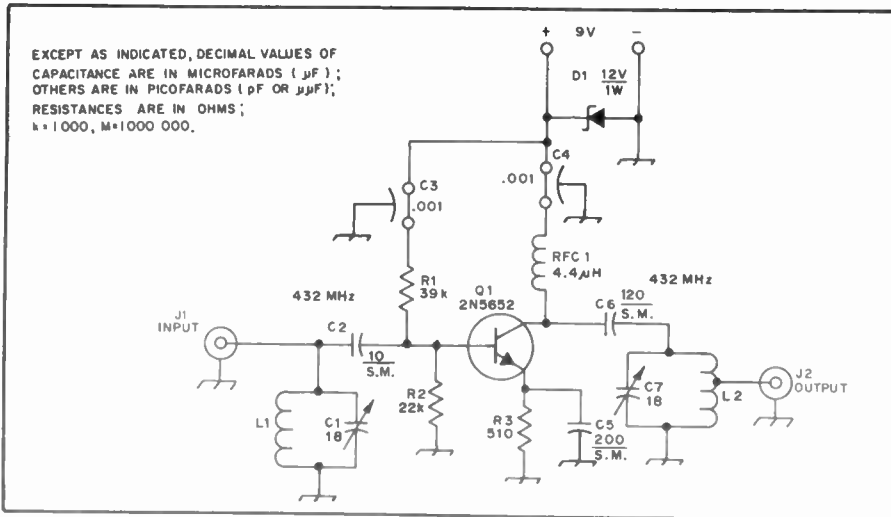 EXCEPT AS INDICATED, DECIMAL VALUES OF
CAPACITANCE ARE IN MICROFARADS ( µF ) ;
OTHERS ARE IN PICOFARADS ( pF OR µµF);
RESISTANCES ARE IN OHMS ;
k=1000, M=1000 000.
+ 9V -
D1 12V
1W
C3
.001
C4
.001
R1
39k
RFC 1
4.4µH
432 MHz
432 MHz
Q1
2N5652
C6 120
S.M.
J1
INPUT
C2
10
S.M.
R2
22k
L1
C1
18
R3
510
C5
200
S.M.
C7
18
L2
J2
OUTPUT